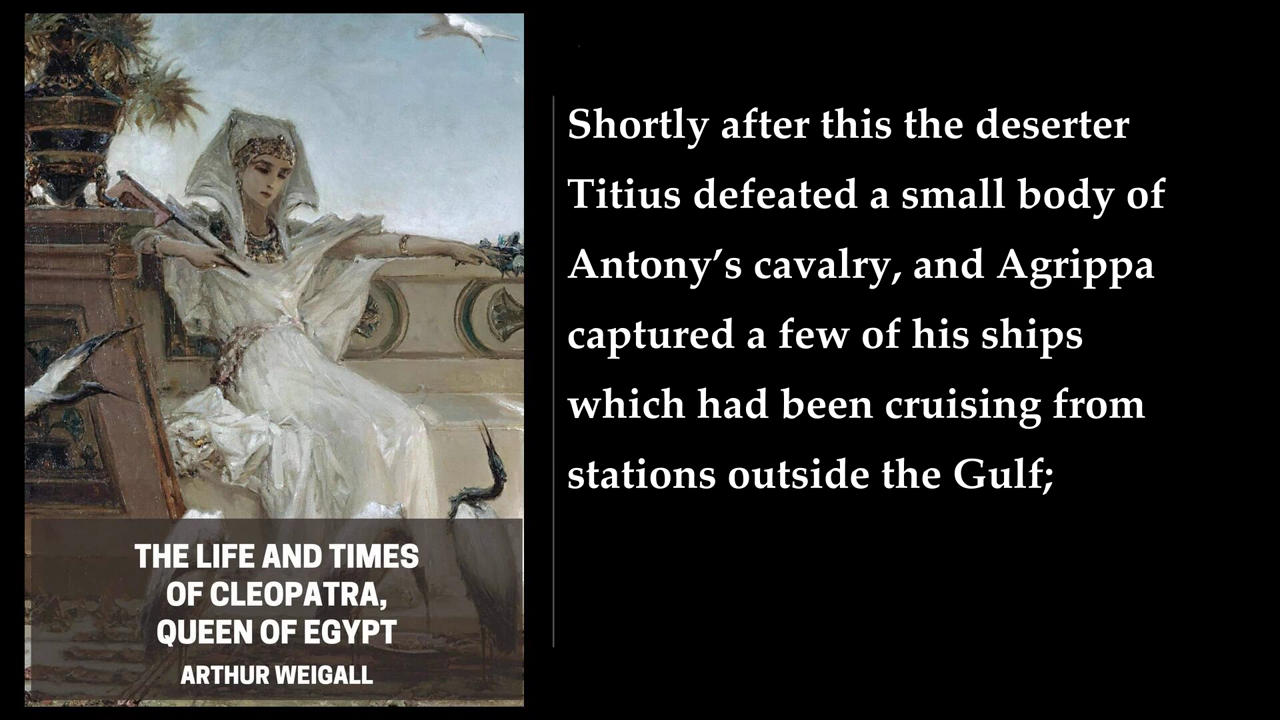 THE LIFE AND TIMES
OF CLEOPATRA,
QUEEN OF EGYPT
ARTHUR WEIGALL
Shortly after this the deserter
Titius defeated a small body of
Antony’s cavalry, and Agrippa
captured a few of his ships
which had been cruising from
stations outside the Gulf;